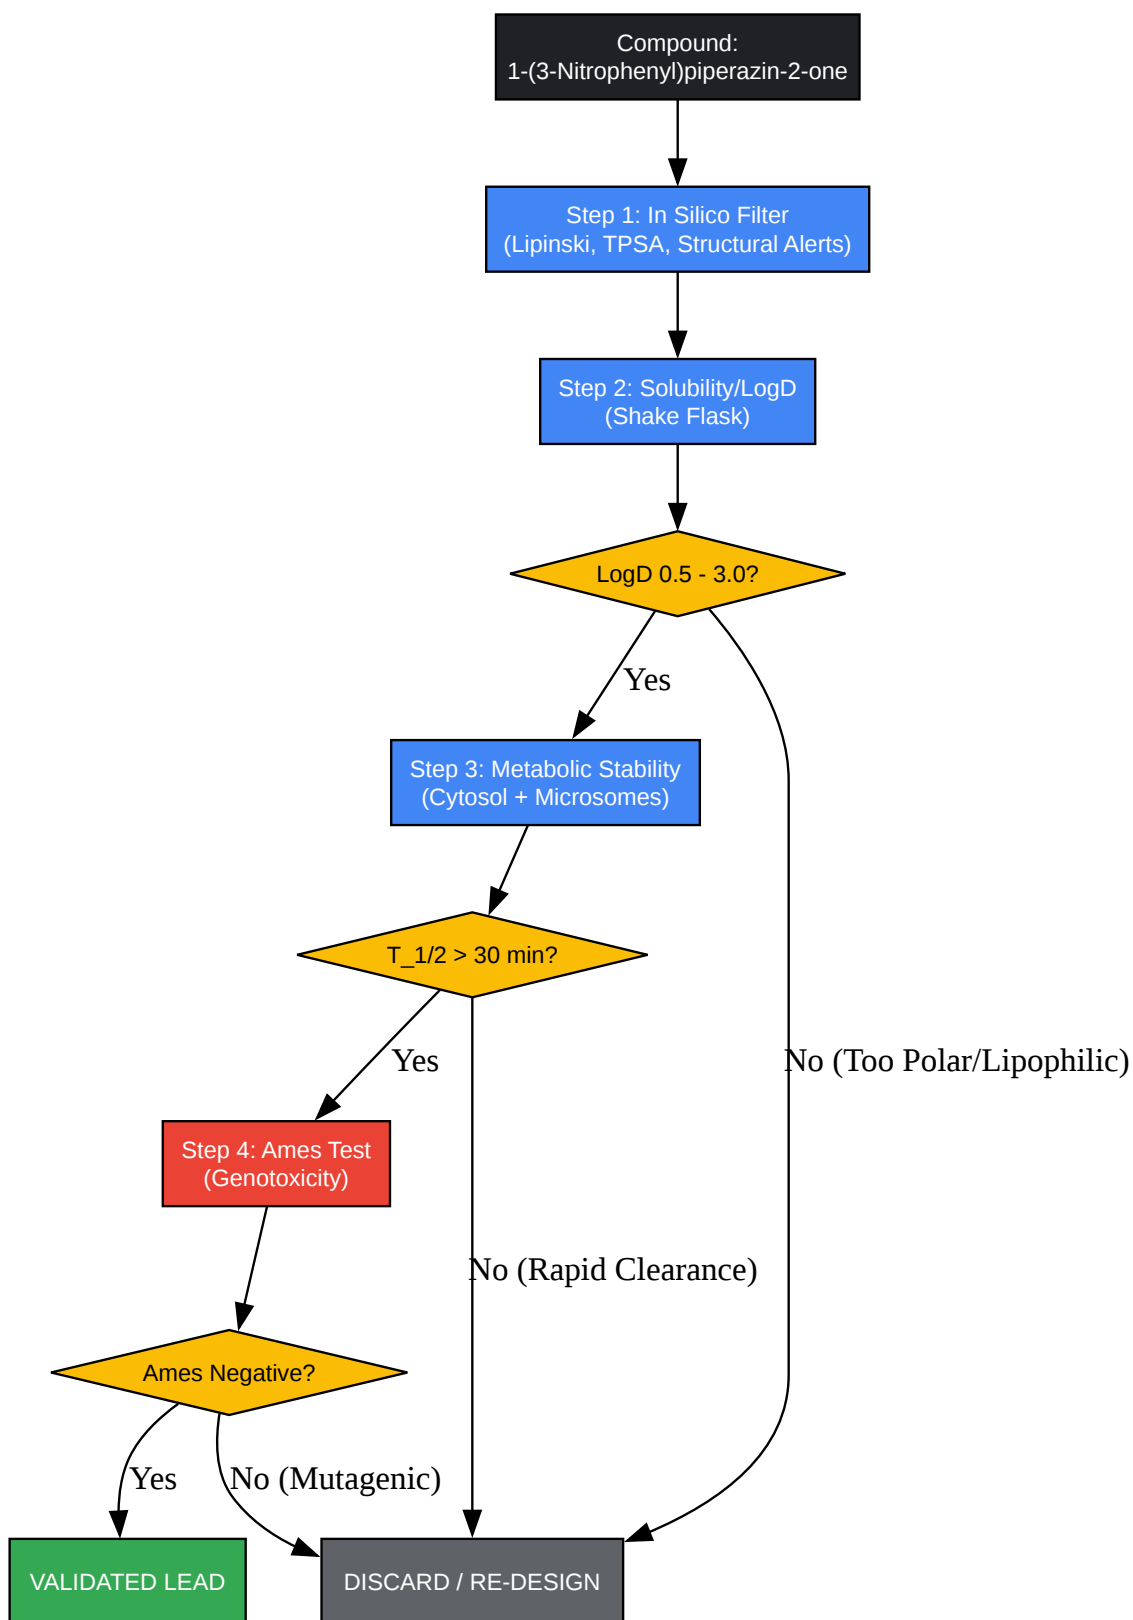 Compound:
1-(3-Nitrophenyl)piperazin-2-one
Step 1: In Silico Filter
(Lipinski, TPSA, Structural Alerts)
Step 2: Solubility/LogD
(Shake Flask)
LogD 0.5 - 3.0?
Yes
Step 3: Metabolic Stability
(Cytosol + Microsomes)
T_1/2 > 30 min?
Yes
No (Too Polar/Lipophilic)
Step 4: Ames Test
(Genotoxicity)
No (Rapid Clearance)
Ames Negative?
Yes
No (Mutagenic)
VALIDATED LEAD
DISCARD / RE-DESIGN